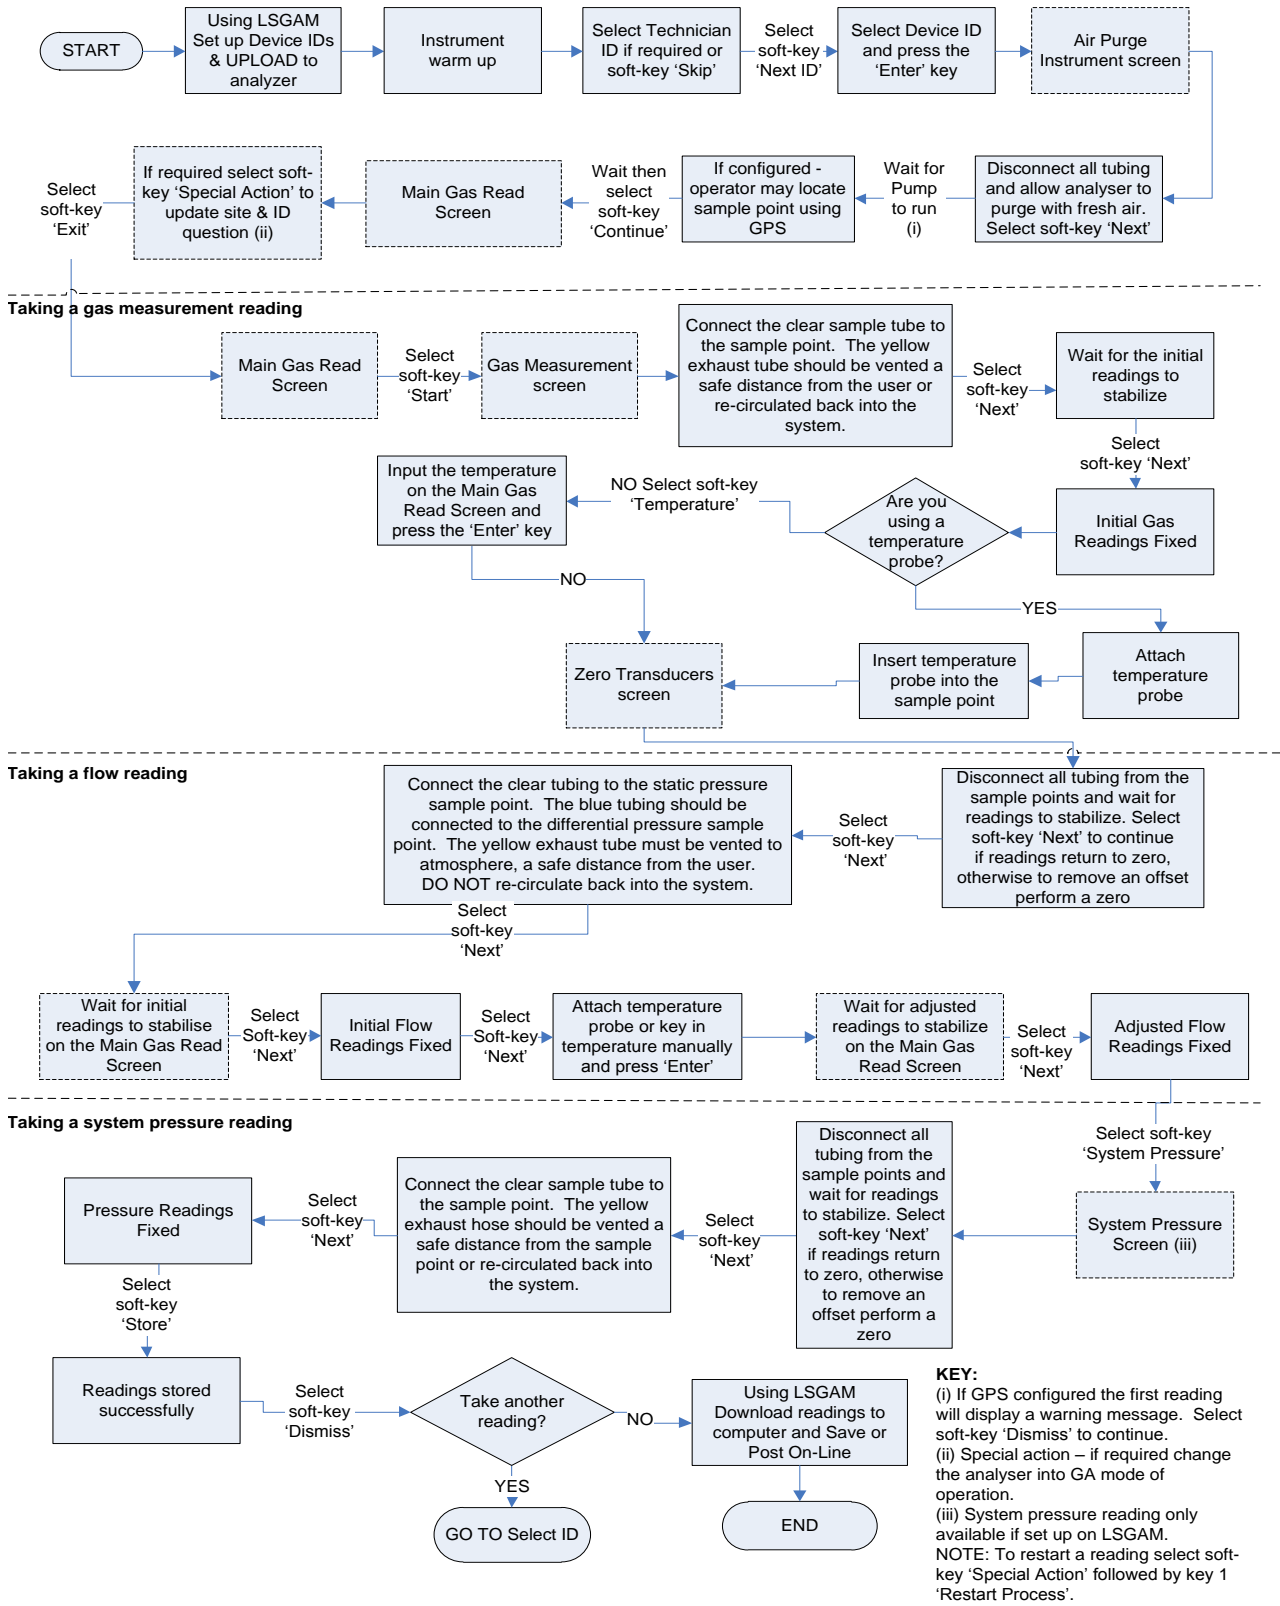 START
Using LSGAM
Set up Device IDs
& UPLOAD to
analyzer
Instrument
warm up
Select Technician
ID if required or
soft-key ‘Skip’
Select
soft-key
‘Next ID’
Select Device ID
and press the
‘Enter’ key
Air Purge
Instrument screen
Disconnect all tubing
and allow analyser to
purge with fresh air.
Select soft-key ‘Next’
Wait for
Pump
to run
(i)
If configured -
operator may locate
sample point using
GPS
Wait then
select
soft-key
‘Continue’
Main Gas Read
Screen
If required select soft-
key ‘Special Action’ to
update site & ID
question (ii)
Select
soft-key
‘Exit’
Taking a gas measurement reading
Main Gas Read
Screen
Select
soft-key
‘Start’
Gas Measurement
screen
Connect the clear sample tube to
the sample point. The yellow
exhaust tube should be vented a
safe distance from the user or
re-circulated back into the
system.
Select
soft-key
‘Next’
Wait for the initial
readings to
stabilize
Select
soft-key ‘Next’
Initial Gas
Readings Fixed
Are you
using a
temperature
probe?
NO Select soft-key
‘Temperature’
Input the temperature
on the Main Gas
Read Screen and
press the ‘Enter’ key
NO
YES
Attach
temperature
probe
Insert temperature
probe into the
sample point
Zero Transducers
screen
Taking a flow reading
Disconnect all tubing from the
sample points and wait for
readings to stabilize. Select
soft-key ‘Next’ to continue
if readings return to zero,
otherwise to remove an offset
perform a zero
Select
soft-key
‘Next’
Connect the clear tubing to the static pressure
sample point. The blue tubing should be
connected to the differential pressure sample
point. The yellow exhaust tube must be vented to
atmosphere, a safe distance from the user.
DO NOT re-circulate back into the system.
Select
soft-key
‘Next’
Wait for initial
readings to stabilise
on the Main Gas Read
Screen
Select
Soft-key
‘Next’
Initial Flow
Readings Fixed
Select
Soft-key
‘Next’
Attach temperature
probe or key in
temperature manually
and press ‘Enter’
Wait for adjusted
readings to stabilize
on the Main Gas
Read Screen
Select
soft-key
‘Next’
Adjusted Flow
Readings Fixed
Taking a system pressure reading
Select soft-key
‘System Pressure’
System Pressure
Screen (iii)
Disconnect all
tubing from the
sample points and
wait for readings
to stabilize. Select
soft-key ‘Next’
if readings return
to zero, otherwise
to remove an
offset perform a
zero
Select
soft-key
‘Next’
Connect the clear sample tube to
the sample point. The yellow
exhaust hose should be vented a
safe distance from the sample
point or re-circulated back into
the system.
Select
soft-key
‘Next’
Pressure Readings
Fixed
Select
soft-key
‘Store’
Readings stored
successfully
Select
soft-key
‘Dismiss’
Take another
reading?
NO
YES
GO TO Select ID
Using LSGAM
Download readings to
computer and Save or
Post On-Line
END
KEY:
(i) If GPS configured the first reading
will display a warning message. Select
soft-key ‘Dismiss’ to continue.
(ii) Special action – if required change
the analyser into GA mode of
operation.
(iii) System pressure reading only
available if set up on LSGAM.
NOTE: To restart a reading select soft-
key ‘Special Action’ followed by key 1
‘Restart Process’.